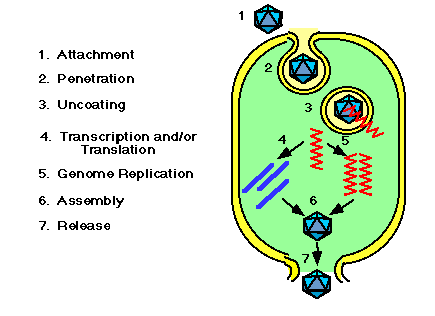 1. Attachment
2. Penetration
3. Uncoating
4. Transcription and/or
Translation
5. Genome Replication
6. Assembly
7. Release
1
2
3
4
5
6
7